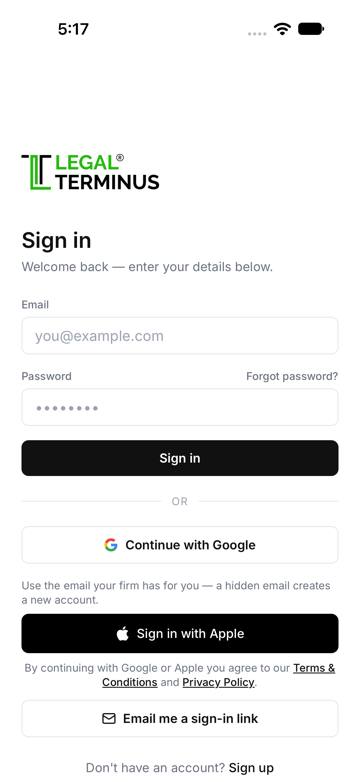 5:17
LEGAL®
TERMINUS
Sign in
Welcome back — enter your details below.
Email
you@example.com
Password Forgot password?
••••••••
Sign in
OR
Continue with Google
Use the email your firm has for you — a hidden email creates
a new account.
Sign in with Apple
By continuing with Google or Apple you agree to our Terms &
Conditions and Privacy Policy.
Email me a sign-in link
Don't have an account? Sign up